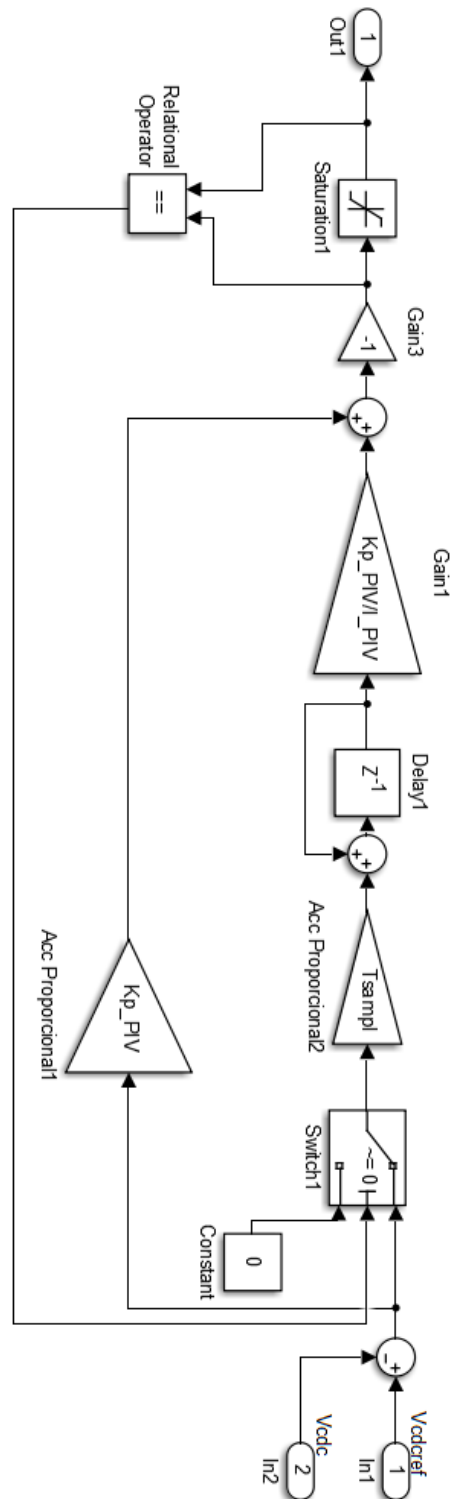 1
Out1
Saturation1
Relational
Operator
==
Gain3
-1
+
+
Gain1
Kp_PIV/I_PIV
Delay1
Z⁻¹
+
+
Tsampl
Acc Proporcional2
Kp_PIV
Acc Proporcional1
~= 0
Switch1
0
Constant
+
-
Vcdcref
1
In1
Vcdc
2
In2